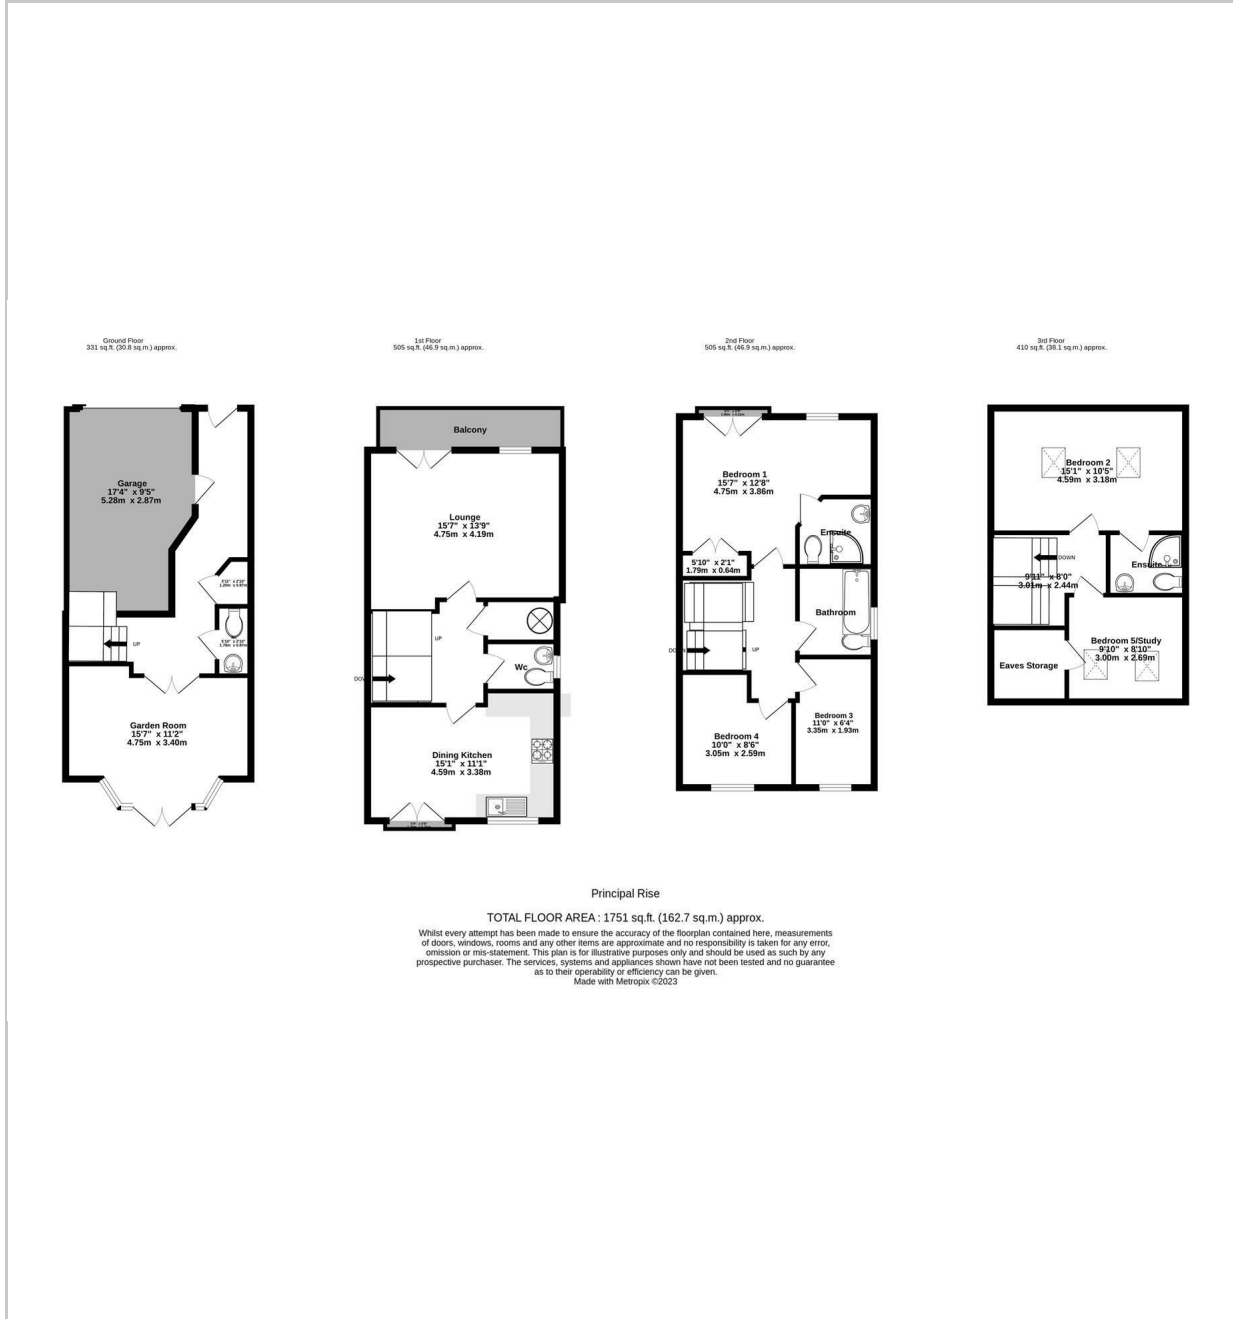 Ground Floor
331 sq.ft. (30.8 sq.m.) approx.
1st Floor
505 sq.ft. (46.9 sq.m.) approx.
2nd Floor
505 sq.ft. (46.9 sq.m.) approx.
3rd Floor
410 sq.ft. (38.1 sq.m.) approx.
Garage
17'4" x 9'5"
5.28m x 2.87m
UP
Garden Room
15'7" x 11'2"
4.75m x 3.40m
Balcony
Lounge
15'7" x 13'9"
4.75m x 4.19m
UP
Wc
Dining Kitchen
15'1" x 11'1"
4.59m x 3.38m
Bedroom 1
15'7" x 12'8"
4.75m x 3.86m
Ensuite
5'10" x 2'1"
1.79m x 0.64m
Bathroom
UP
Bedroom 3
11'0" x 6'4"
3.35m x 1.93m
Bedroom 4
10'0" x 8'6"
3.05m x 2.59m
Bedroom 2
15'1" x 10'5"
4.59m x 3.18m
DOWN
Ensuite
9'11" x 8'0"
3.01m x 2.44m
Bedroom 5/Study
9'10" x 8'10"
3.00m x 2.69m
Eaves Storage
Principal Rise
TOTAL FLOOR AREA : 1751 sq.ft. (162.7 sq.m.) approx.
Whilst every attempt has been made to ensure the accuracy of the floorplan contained here, measurements
of doors, windows, rooms and any other items are approximate and no responsibility is taken for any error,
omission or mis-statement. This plan is for illustrative purposes only and should be used as such by any
prospective purchaser. The services, systems and appliances shown have not been tested and no guarantee
as to their operability or efficiency can be given.
Made with Metropix ©2023